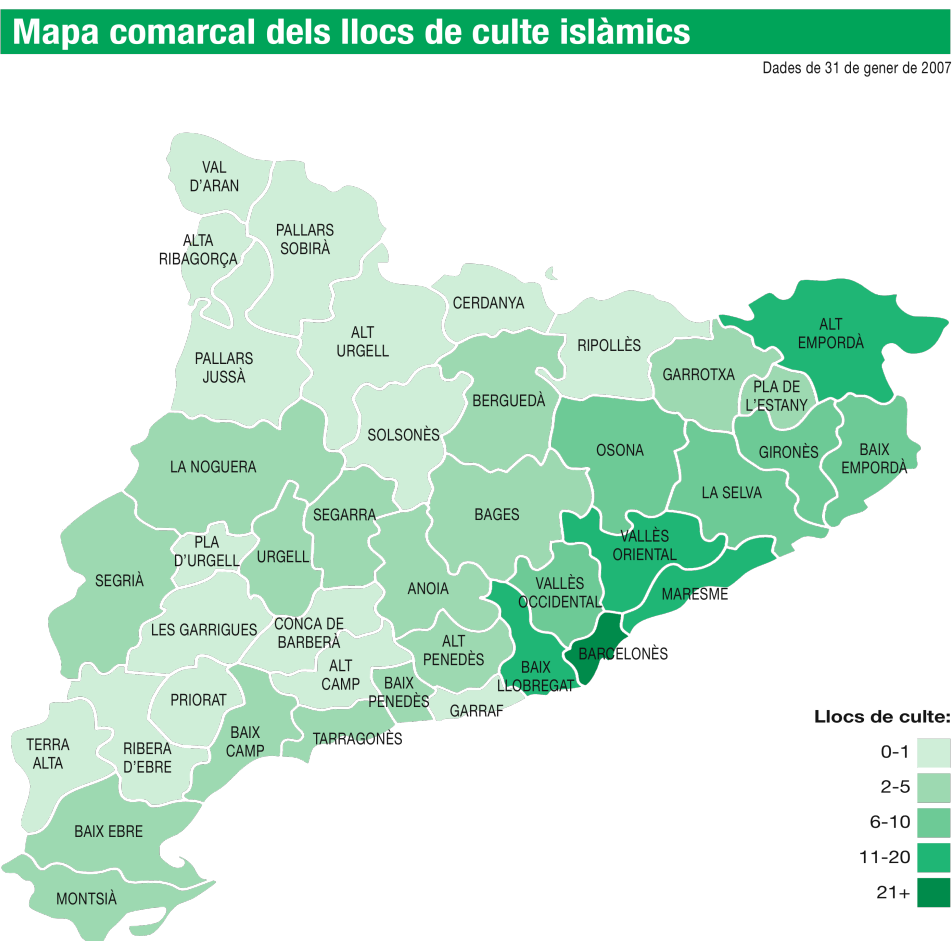 Mapa comarcal dels llocs de culte islàmics
Dades de 31 de gener de 2007
VAL
D'ARAN
PALLARS
SOBIRÀ
ALTA
RIBAGORÇA
CERDANYA
ALT
URGELL
RIPOLLÈS
ALT
EMPORDÀ
PALLARS
JUSSÀ
GARROTXA
PLA DE
L'ESTANY
BERGUEDÀ
SOLSONÈS
OSONA
GIRONÈS
BAIX
EMPORDÀ
LA NOGUERA
LA SELVA
SEGARRA
BAGES
VALLÈS
ORIENTAL
PLA
D'URGELL
URGELL
SEGRIÀ
ANOIA
VALLÈS
OCCIDENTAL
MARESME
LES GARRIGUES
CONCA DE
BARBERÀ
ALT
PENEDÈS
BARCELONÈS
ALT
CAMP
BAIX
LLOBREGAT
BAIX
PENEDÈS
PRIORAT
GARRAF
BAIX
CAMP
TARRAGONÈS
TERRA
ALTA
RIBERA
D'EBRE
BAIX EBRE
MONTSIÀ
Llocs de culte:
0-1
2-5
6-10
11-20
21+